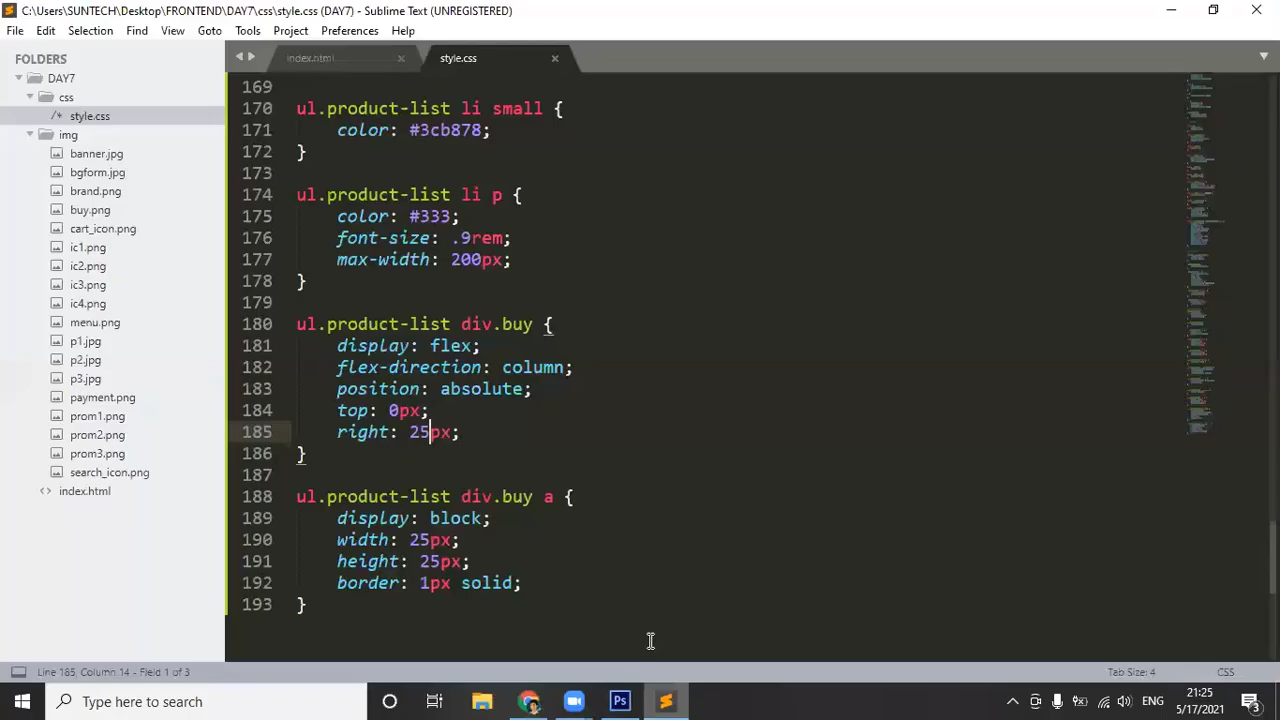 C:\Users\SUNTECH\Desktop\FRONTEND\DAY7\css\style.css (DAY7) - Sublime Text (UNREGISTERED)
File Edit Selection Find View Goto Tools Project Preferences Help
FOLDERS
DAY7
css
style.css
img
banner.jpg
bgform.jpg
brand.png
buy.png
cart_icon.png
ic1.png
ic2.png
ic3.png
ic4.png
menu.png
p1.jpg
p2.jpg
p3.jpg
payment.png
prom1.png
prom2.png
prom3.png
search_icon.png
index.html
index.html
style.css
169
170 ul.product-list li small {
171 color: #3cb878;
172 }
173
174 ul.product-list li p {
175 color: #333;
176 font-size: .9rem;
177 max-width: 200px;
178 }
179
180 ul.product-list div.buy {
181 display: flex;
182 flex-direction: column;
183 position: absolute;
184 top: 0px;
185 right: 25px;
186 }
187
188 ul.product-list div.buy a {
189 display: block;
190 width: 25px;
191 height: 25px;
192 border: 1px solid;
193 }
Line 185, Column 14 - Field 1 of 3
Tab Size: 4
CSS
Type here to search
Ps
ENG
21:25
5/17/2021
3